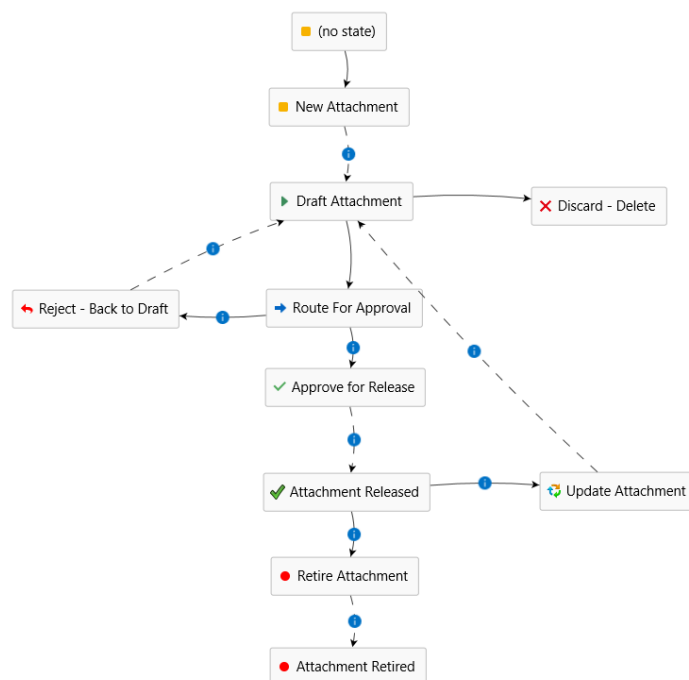 (no state)
New Attachment
Draft Attachment
Discard - Delete
Reject - Back to Draft
Route For Approval
Approve for Release
Attachment Released
Update Attachment
Retire Attachment
Attachment Retired